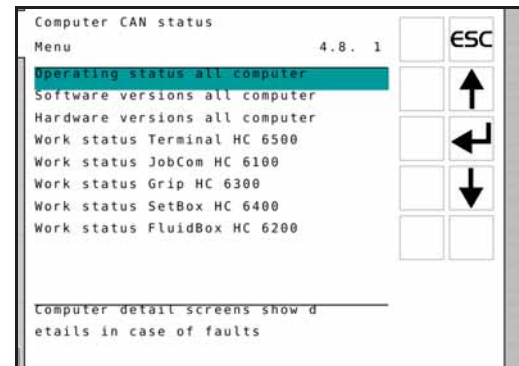 Computer CAN status
Menu 4.8. 1
ESC
Operating status all computer
Software versions all computer
Hardware versions all computer
Work status Terminal HC 6500
Work status JobCom HC 6100
Work status Grip HC 6300
Work status SetBox HC 6400
Work status FluidBox HC 6200
Computer detail screens show d
etails in case of faults